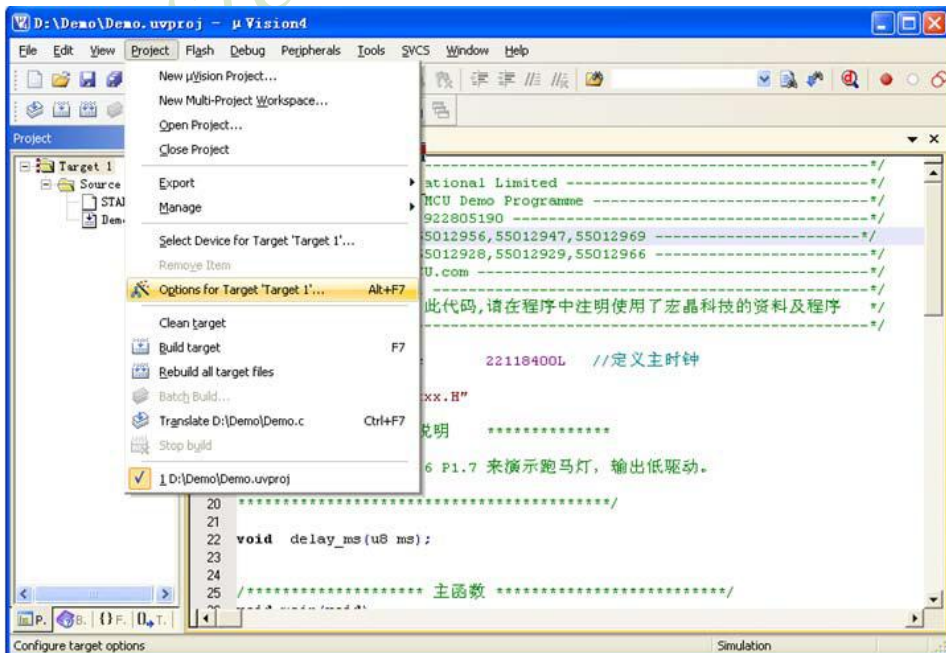 D:\Demo\Demo.uvproj - µVision4
File Edit View Project Flash Debug Peripherals Tools SVCS Window Help
Project
New µVision Project...
New Multi-Project Workspace...
Open Project...
Close Project
Export
Manage
Select Device for Target 'Target 1'...
Remove Item
Options for Target 'Target 1'... Alt+F7
Clean target
Build target F7
Rebuild all target files
Batch Build...
Translate D:\Demo\Demo.c Ctrl+F7
Stop build
1 D:\Demo\Demo.uvproj
Target 1
Source
STA
Dem
-*/
ational Limited -*/
MCU Demo Programme -*/
922805190 -*/
55012956,55012947,55012969 -*/
55012928,55012929,55012966 -*/
U.com -*/
-*/
此代码,请在程序中注明使用了宏晶科技的资料及程序 */
-*/
22118400L //定义主时钟
xx.H"
说明 **************
6 P1.7 来演示跑马灯, 输出低驱动。
20 ******************************************/
21
22 void delay_ms(u8 ms);
23
24
25 /******************** 主函数 **************************/
P. B. {} F. 0 T.
Configure target options Simulation